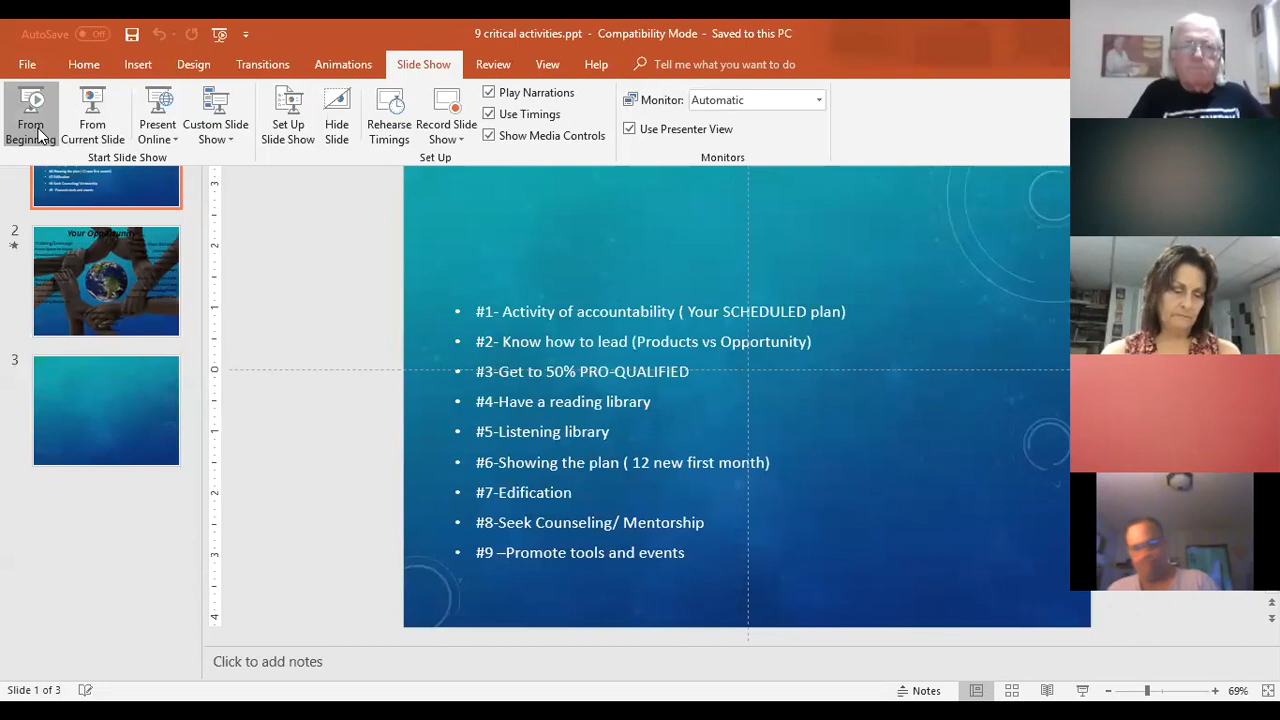 AutoSave Off
9 critical activities.ppt - Compatibility Mode - Saved to this PC
File Home Insert Design Transitions Animations Slide Show Review View Help Tell me what you want to do
From Beginning
From Current Slide
Present Online
Custom Slide Show
Set Up Slide Show
Hide Slide
Rehearse Timings
Record Slide Show
Play Narrations
Use Timings
Show Media Controls
Monitor: Automatic
Use Presenter View
Start Slide Show
Set Up
Monitors
2
Your Opportunity
3
• #1- Activity of accountability ( Your SCHEDULED plan)
• #2- Know how to lead (Products vs Opportunity)
• #3-Get to 50% PRO-QUALIFIED
• #4-Have a reading library
• #5-Listening library
• #6-Showing the plan ( 12 new first month)
• #7-Edification
• #8-Seek Counseling/ Mentorship
• #9 –Promote tools and events
Click to add notes
Slide 1 of 3
Notes
69%